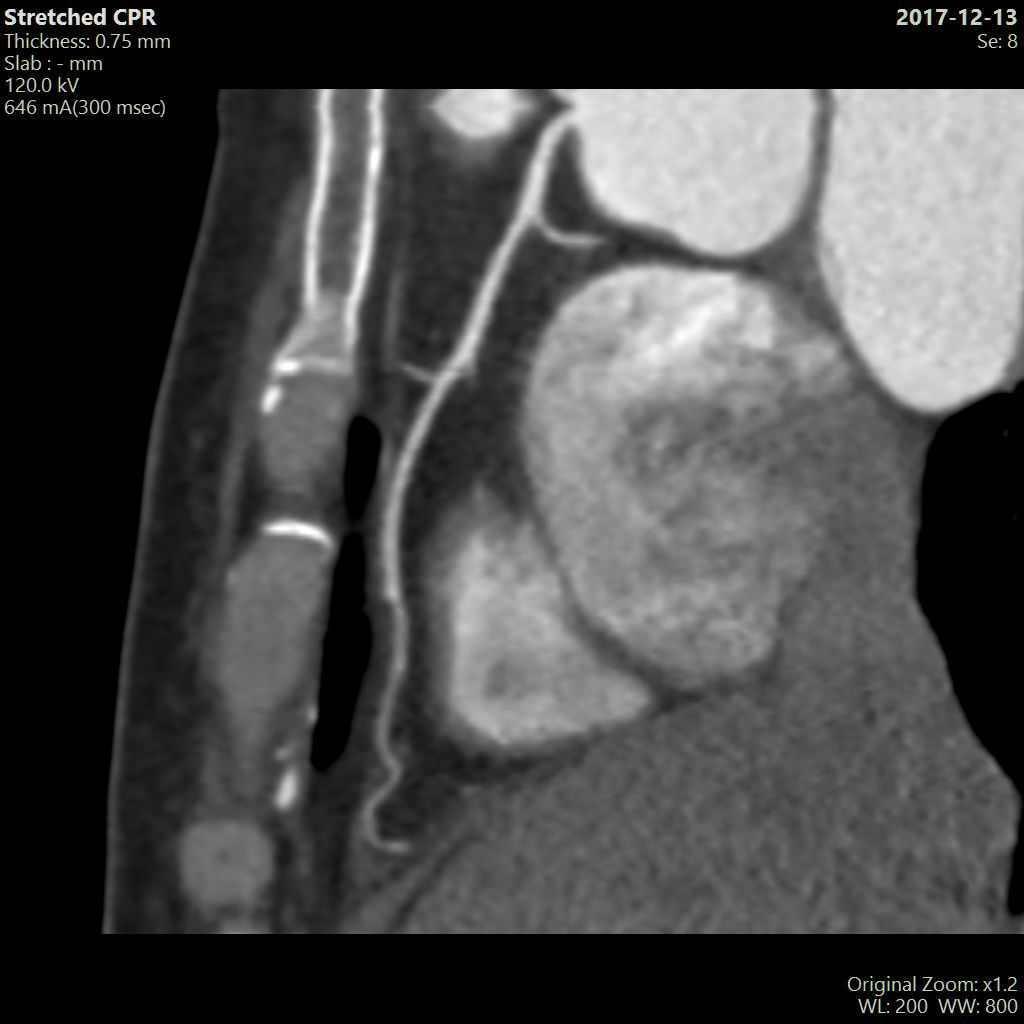 Stretched CPR
Thickness: 0.75 mm
Slab : - mm
120.0 kV
646 mA(300 msec)
2017-12-13
Se: 8
Original Zoom: x1.2
WL: 200 WW: 800